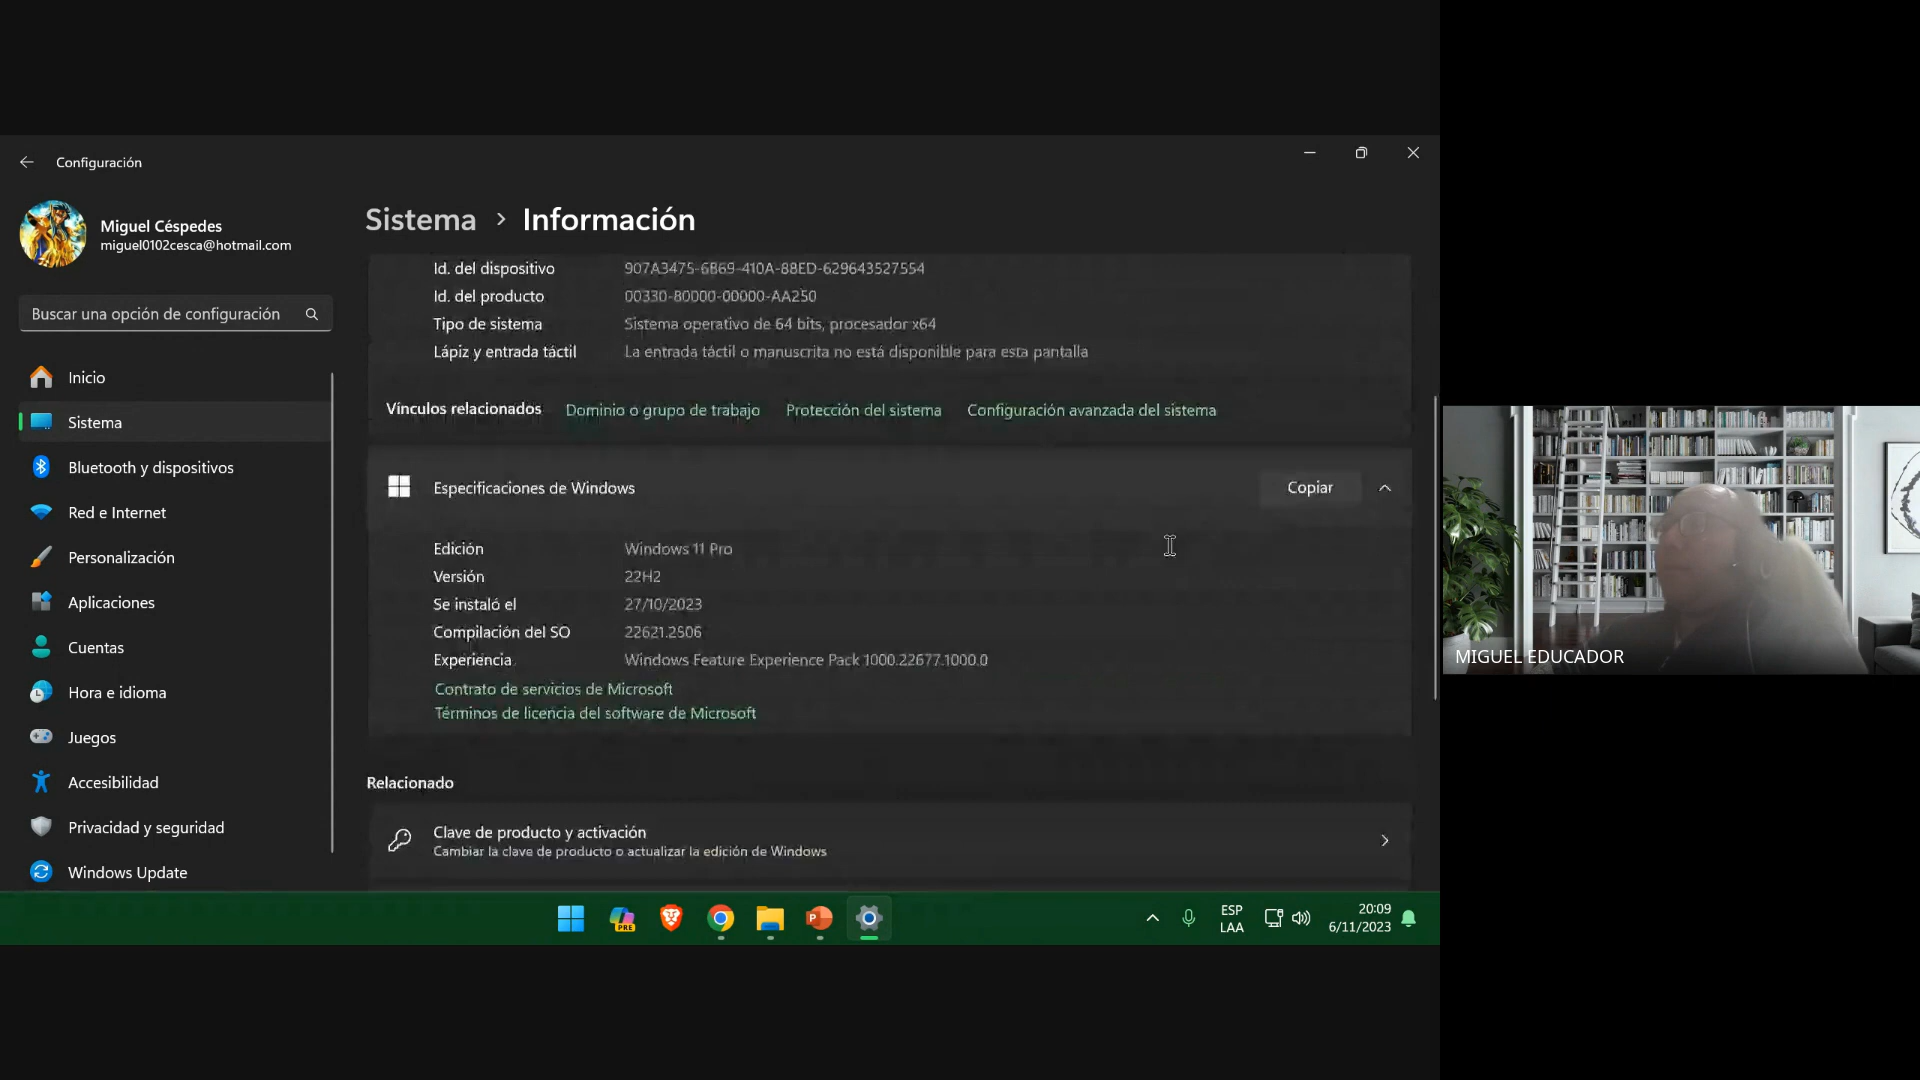 Configuración
Miguel Céspedes
miguel0102cesca@hotmail.com
Buscar una opción de configuración
Inicio
Sistema
Bluetooth y dispositivos
Red e Internet
Personalización
Aplicaciones
Cuentas
Hora e idioma
Juegos
Accesibilidad
Privacidad y seguridad
Windows Update
Sistema > Información
Id. del dispositivo 907A3475-6B69-410A-88ED-629643527554
Id. del producto 00330-80000-00000-AA250
Tipo de sistema Sistema operativo de 64 bits, procesador x64
Lápiz y entrada táctil La entrada táctil o manuscrita no está disponible para esta pantalla
Vínculos relacionados Dominio o grupo de trabajo Protección del sistema Configuración avanzada del sistema
Especificaciones de Windows Copiar
Edición Windows 11 Pro
Versión 22H2
Se instaló el 27/10/2023
Compilación del SO 22621.2506
Experiencia Windows Feature Experience Pack 1000.22677.1000.0
Contrato de servicios de Microsoft
Términos de licencia del software de Microsoft
Relacionado
Clave de producto y activación
Cambiar la clave de producto o actualizar la edición de Windows
PRE
P
ESP
LAA
20:09
6/11/2023
MIGUEL EDUCADOR